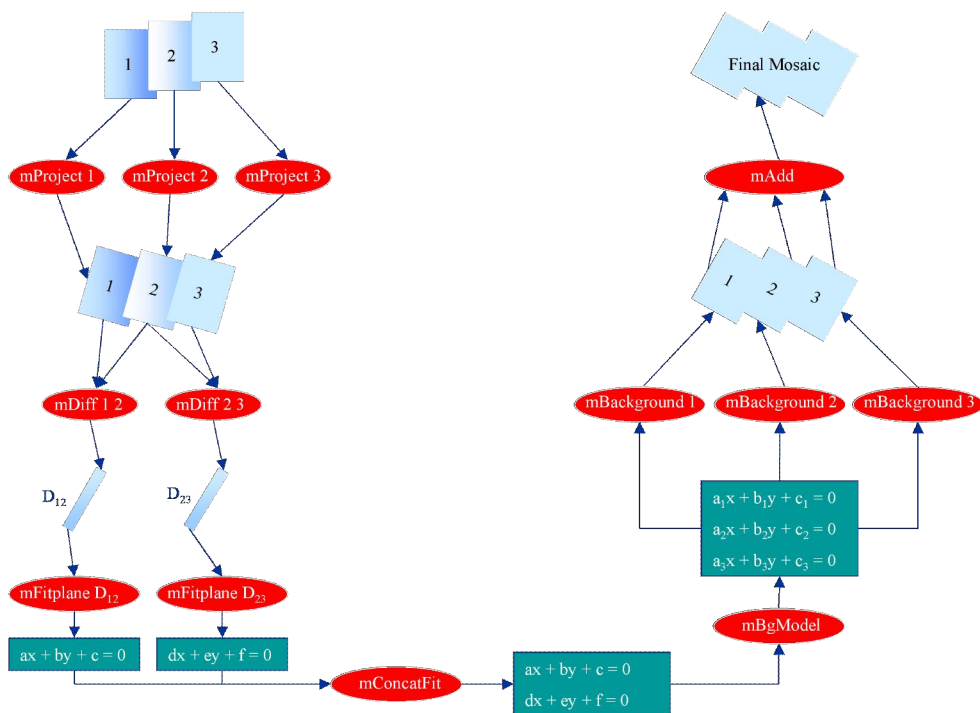 1
2
3
mProject 1
mProject 2
mProject 3
1
2
3
mDiff 1 2
mDiff 2 3
D₁₂
D₂₃
mFitplane D₁₂
mFitplane D₂₃
ax + by + c = 0
dx + ey + f = 0
mConcatFit
ax + by + c = 0
dx + ey + f = 0
mBgModel
a₁x + b₁y + c₁ = 0
a₂x + b₂y + c₂ = 0
a₃x + b₃y + c₃ = 0
mBackground 1
mBackground 2
mBackground 3
1
2
3
mAdd
Final Mosaic